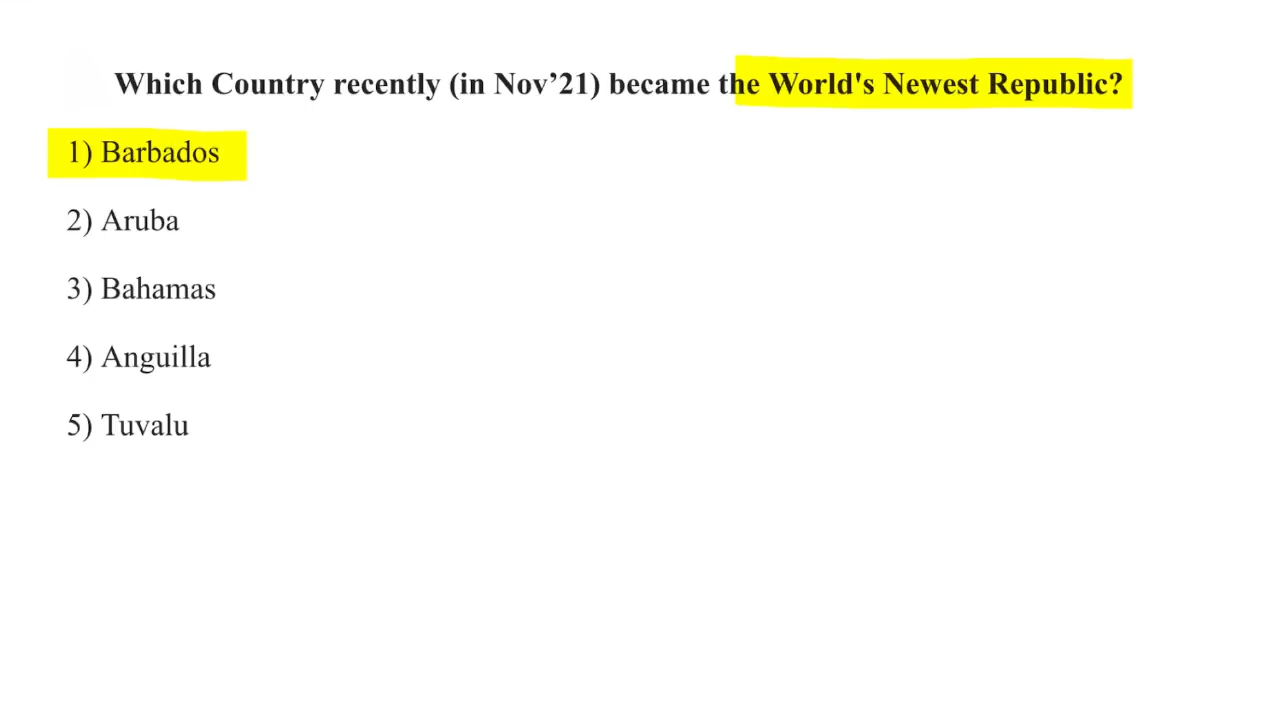 Which Country recently (in Nov’21) became the World's Newest Republic?
1) Barbados
2) Aruba
3) Bahamas
4) Anguilla
5) Tuvalu